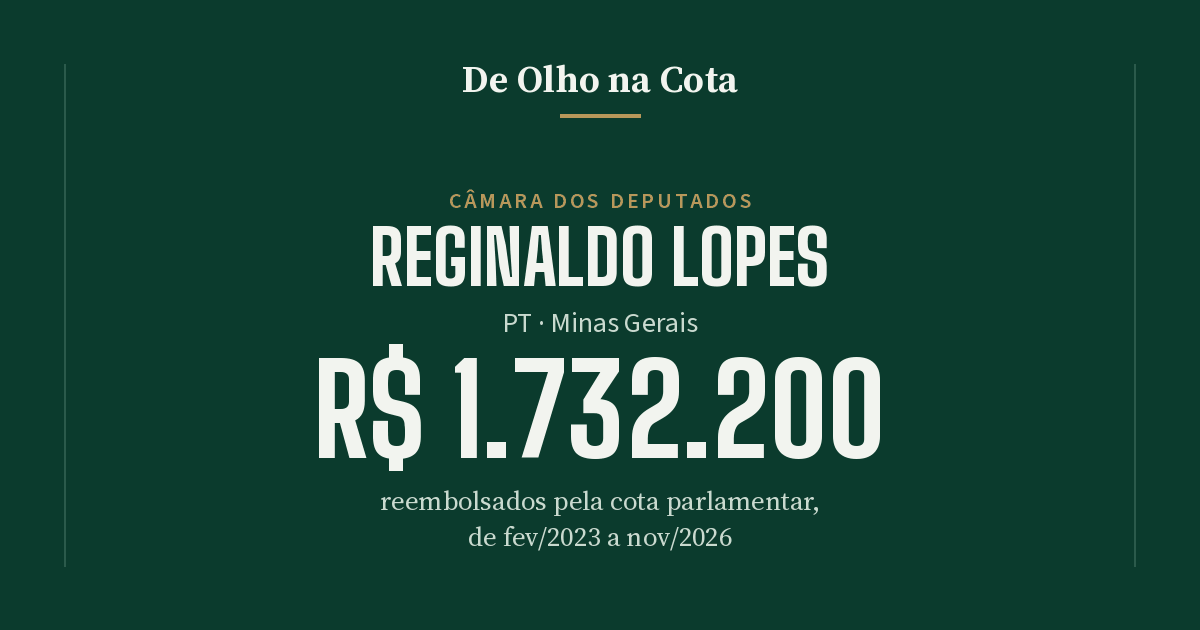 De Olho na Cota
CÂMARA DOS DEPUTADOS
REGINALDO LOPES
PT · Minas Gerais
R$ 1.732.200
reembolsados pela cota parlamentar,
de fev/2023 a nov/2026